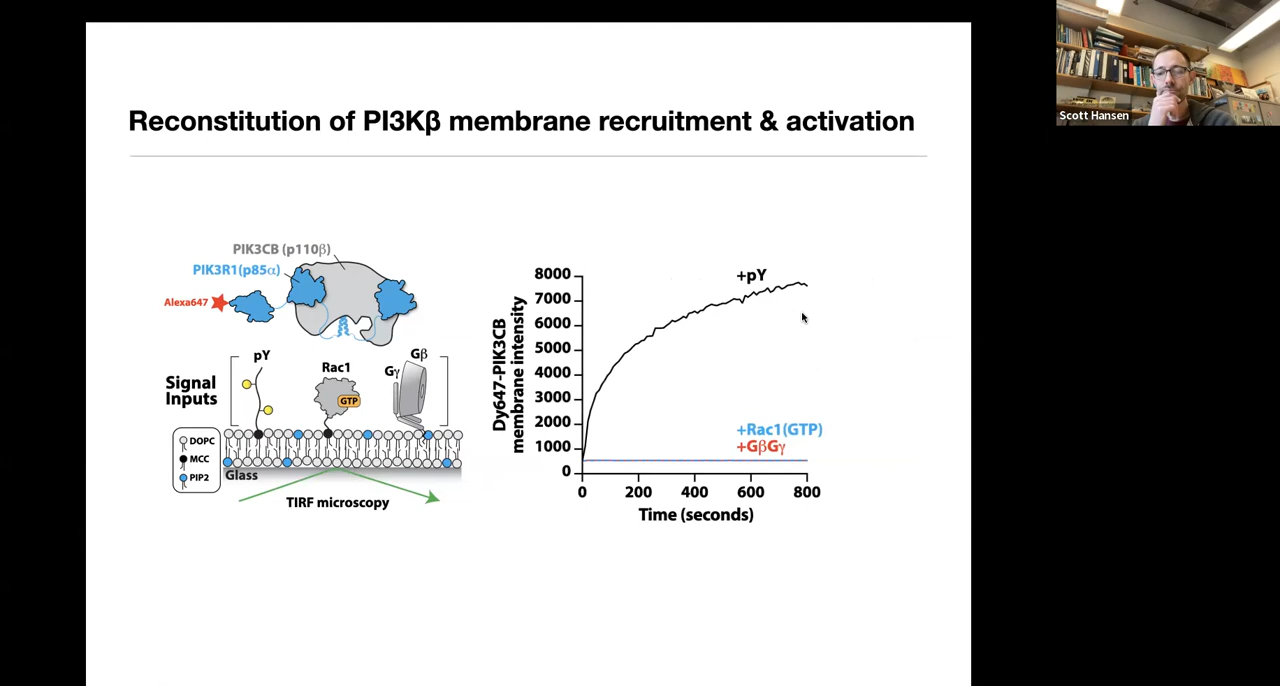 Scott Hansen
Reconstitution of PI3Kβ membrane recruitment & activation
PIK3CB (p110β)
PIK3R1(p85α)
Alexa647
Signal
Inputs
pY
Rac1
GTP
Gγ
Gβ
DOPC
MCC
PIP2
Glass
TIRF microscopy
Dy647-PIK3CB
membrane intensity
8000
7000
6000
5000
4000
3000
2000
1000
0
+pY
+Rac1(GTP)
+GβGγ
0 200 400 600 800
Time (seconds)